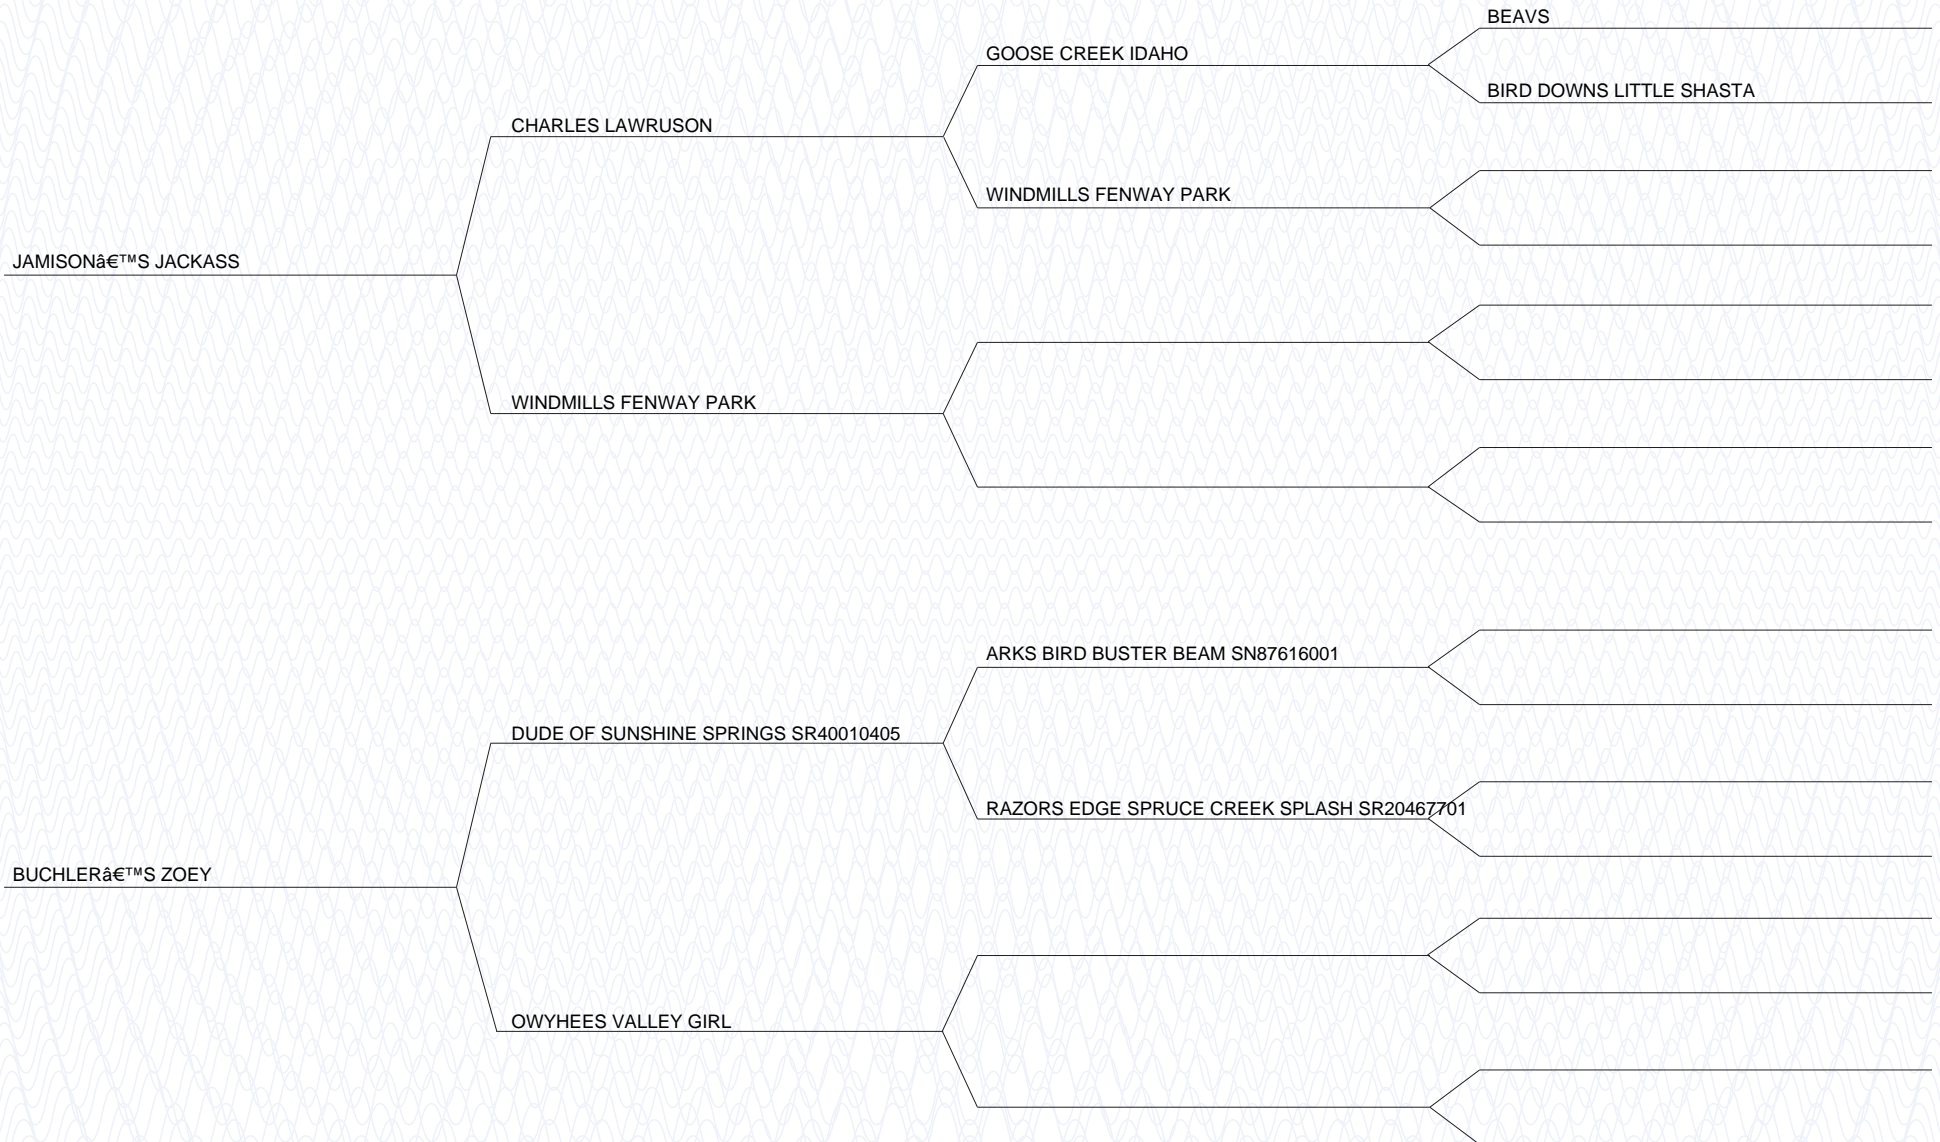 BEAVS
GOOSE CREEK IDAHO
BIRD DOWNS LITTLE SHASTA
CHARLES LAWRUSON
WINDMILLS FENWAY PARK
JAMISONâ€™S JACKASS
WINDMILLS FENWAY PARK
ARKS BIRD BUSTER BEAM SN87616001
DUDE OF SUNSHINE SPRINGS SR40010405
RAZORS EDGE SPRUCE CREEK SPLASH SR20467701
BUCHLERâ€™S ZOEY
OWYHEES VALLEY GIRL